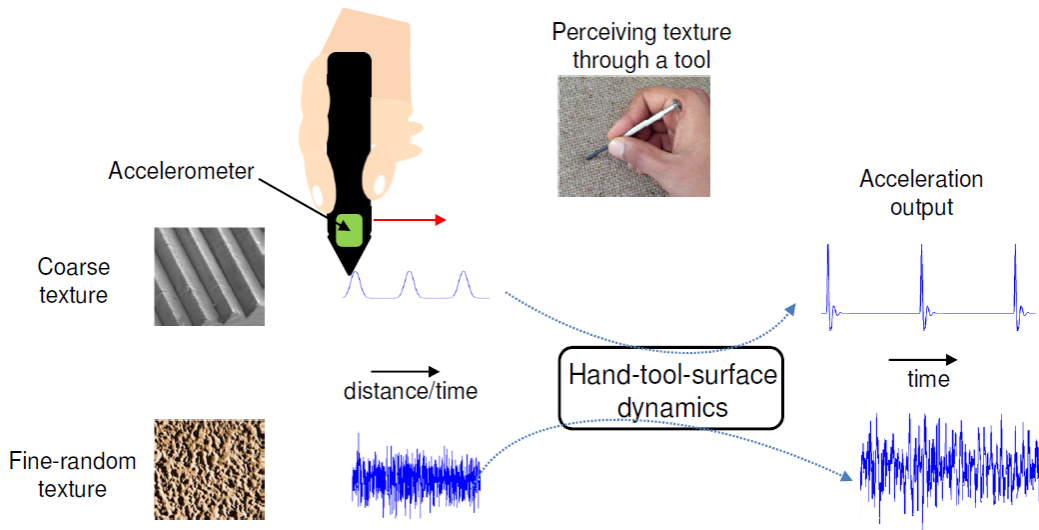 Perceiving texture
through a tool
Accelerometer
Acceleration
output
Coarse
texture
distance/time
Hand-tool-surface
dynamics
time
Fine-random
texture